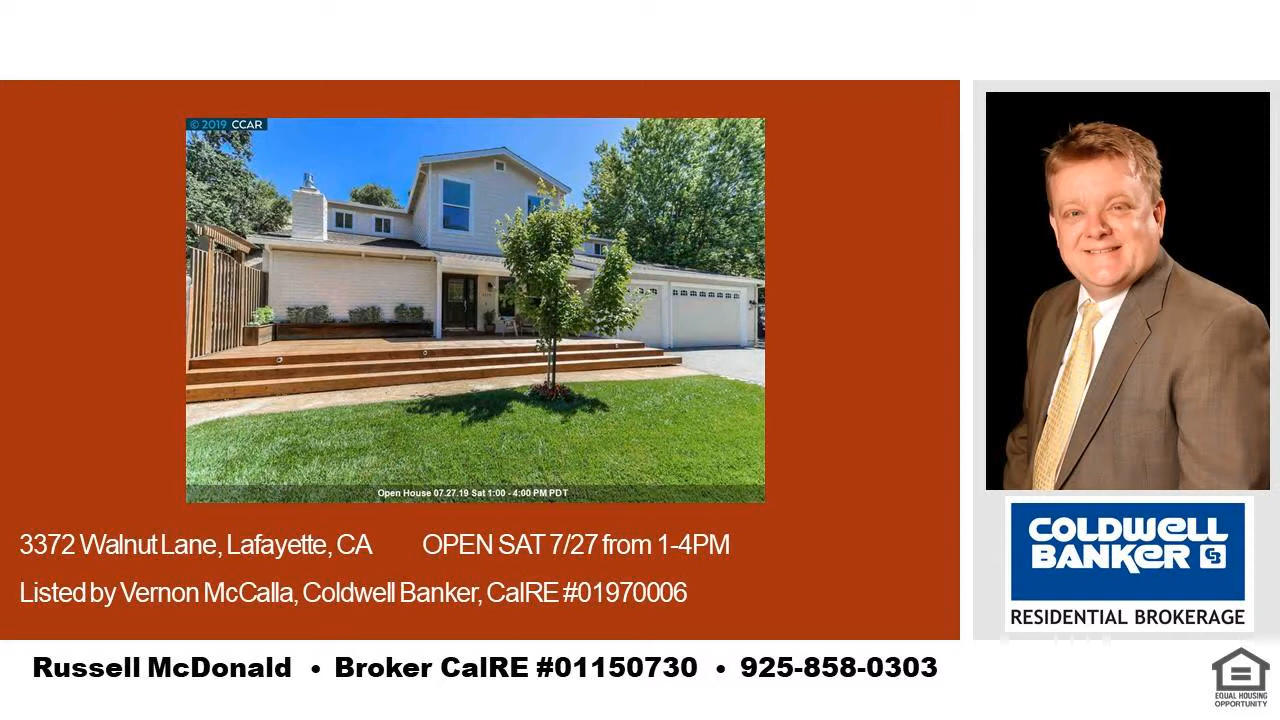 © 2019 CCAR
Open House 07.27.19 Sat 1:00 - 4:00 PM PDT
3372 Walnut Lane, Lafayette, CA OPEN SAT 7/27 from 1-4PM
Listed by Vernon McCalla, Coldwell Banker, CalRE #01970006
COLDWELL
BANKER CB
RESIDENTIAL BROKERAGE
Russell McDonald • Broker CalRE #01150730 • 925-858-0303
EQUAL HOUSING
OPPORTUNITY